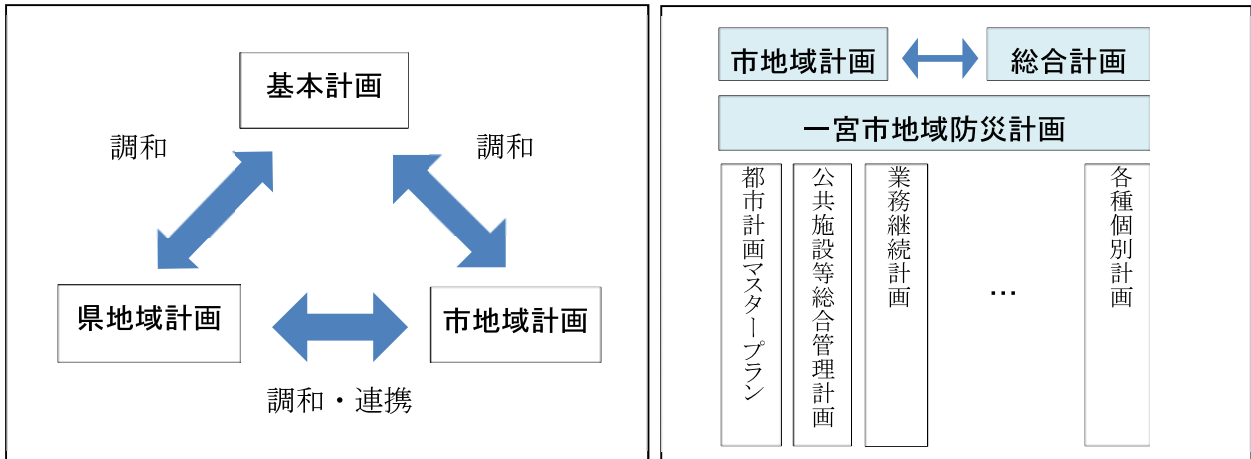 基本計画
調和
調和
県地域計画
市地域計画
調和・連携
市地域計画
総合計画
一宮市地域防災計画
都市計画マスタープラン
公共施設等総合管理計画
業務継続計画
…
各種個別計画